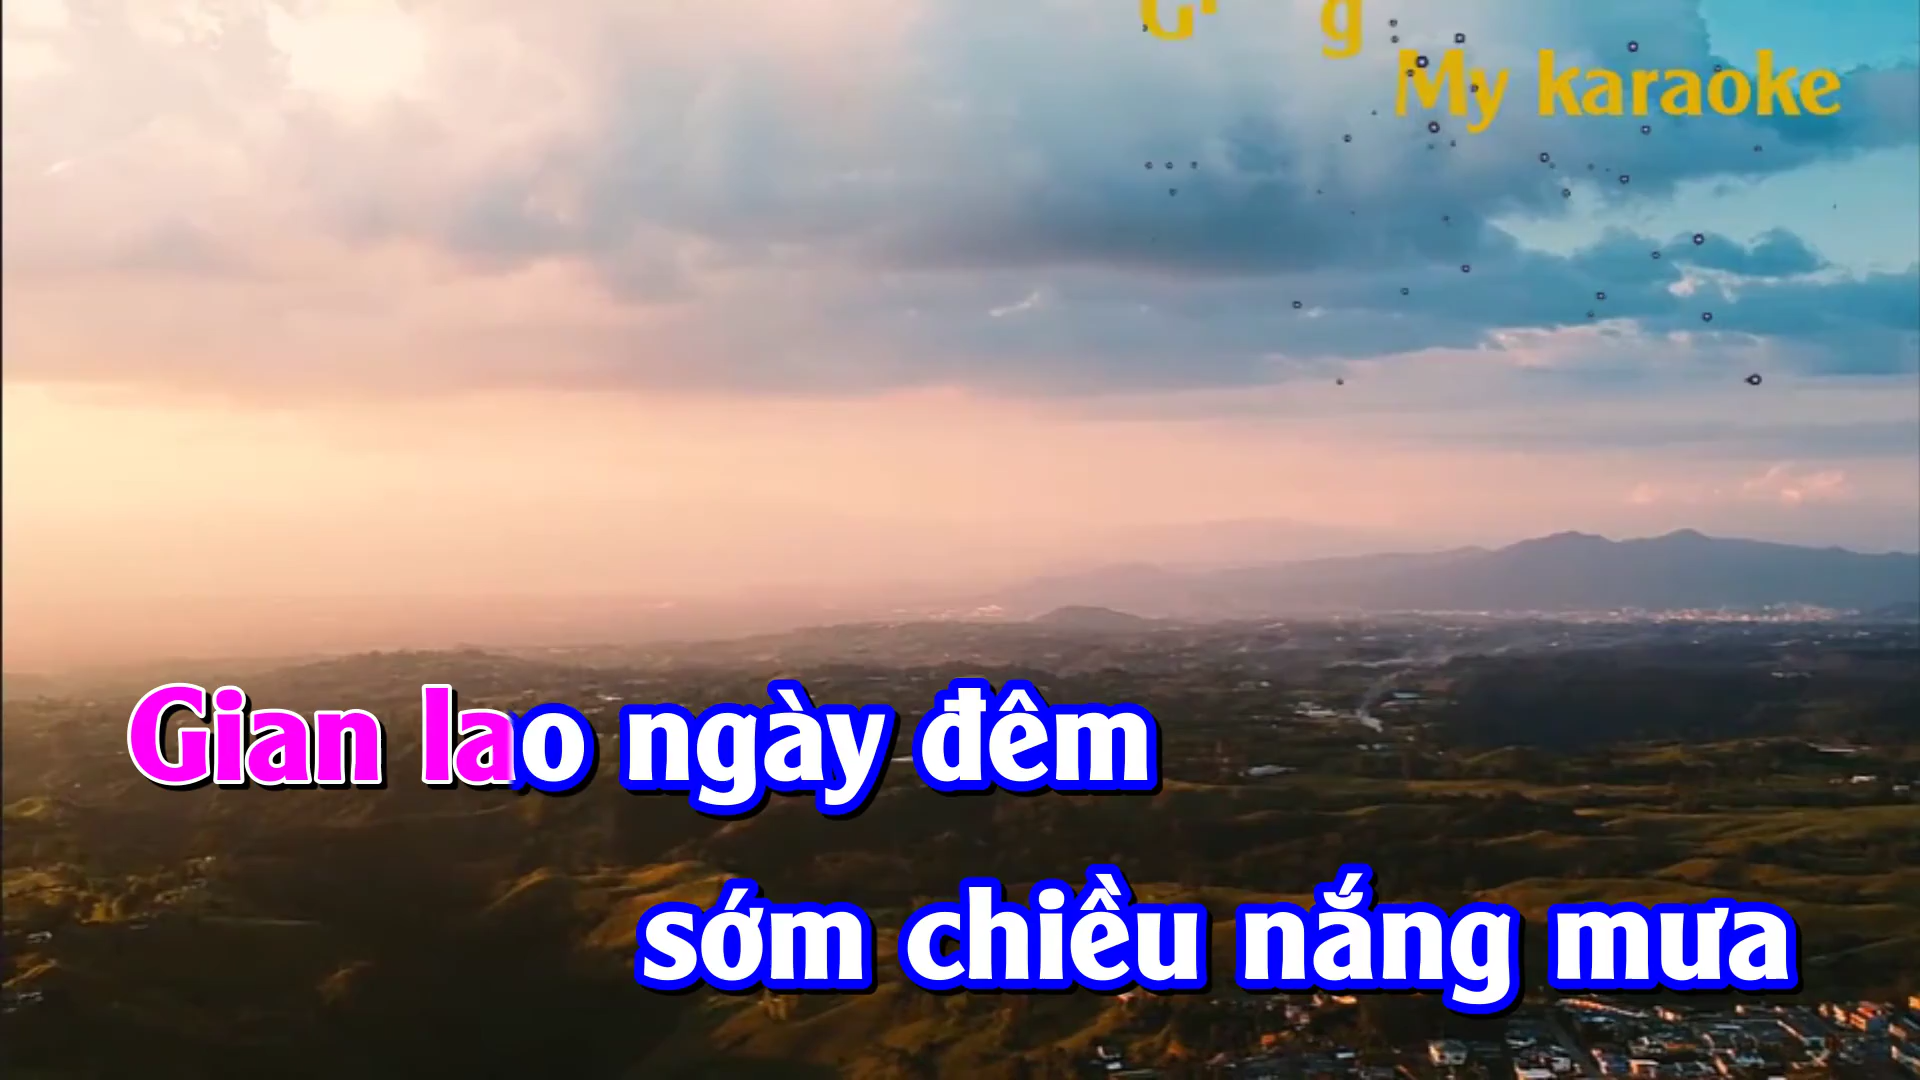 My karaoke
Gian lao ngày đêm
sớm chiều nắng mưa